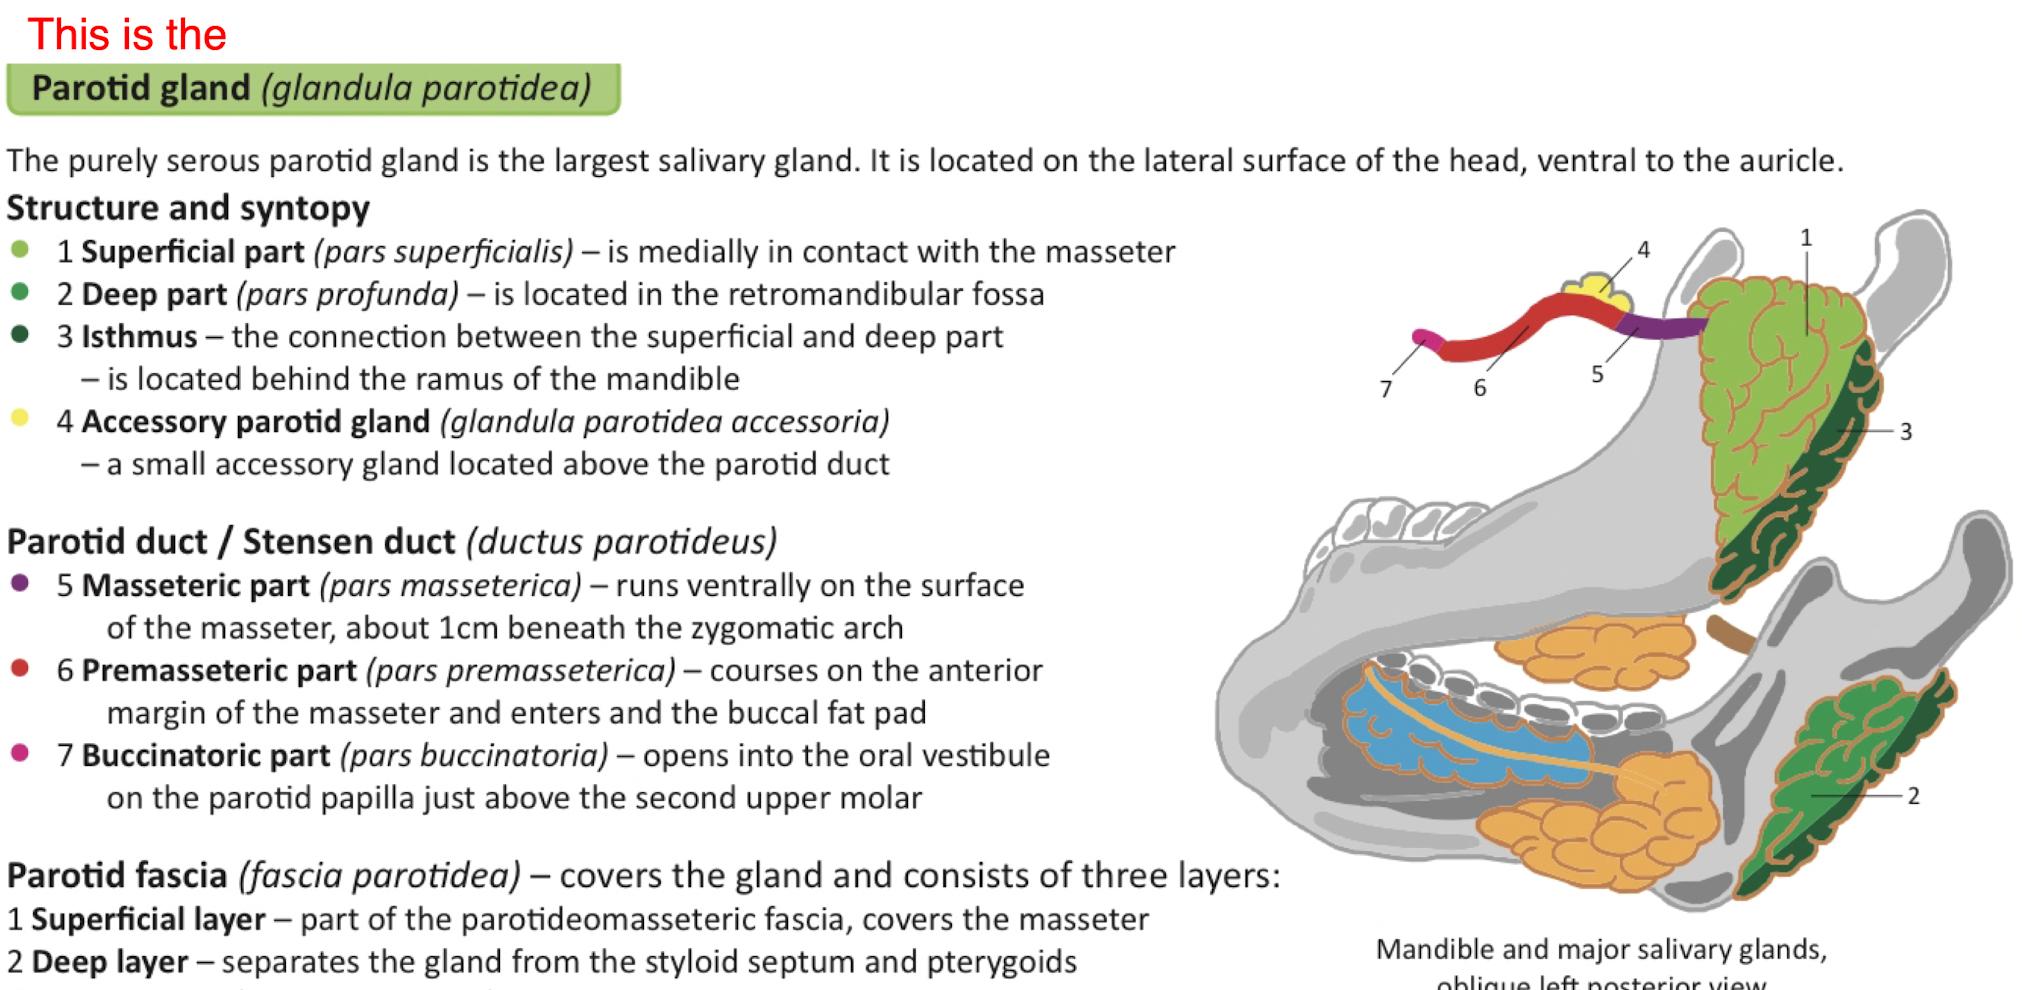 This is the
Parotid gland (glandula parotidea)
The purely serous parotid gland is the largest salivary gland. It is located on the lateral surface of the head, ventral to the auricle.
Structure and syntopy
1 Superficial part (pars superficialis) – is medially in contact with the masseter
2 Deep part (pars profunda) – is located in the retromandibular fossa
3 Isthmus – the connection between the superficial and deep part
– is located behind the ramus of the mandible
4 Accessory parotid gland (glandula parotidea accessoria)
– a small accessory gland located above the parotid duct
Parotid duct / Stensen duct (ductus parotideus)
5 Masseteric part (pars masseterica) – runs ventrally on the surface
of the masseter, about 1cm beneath the zygomatic arch
6 Premasseteric part (pars premasseterica) – courses on the anterior
margin of the masseter and enters and the buccal fat pad
7 Buccinatoric part (pars buccinatoria) – opens into the oral vestibule
on the parotid papilla just above the second upper molar
Parotid fascia (fascia parotidea) – covers the gland and consists of three layers:
1 Superficial layer – part of the parotideomasseteric fascia, covers the masseter
2 Deep layer – separates the gland from the styloid septum and pterygoids
1
4
5
6
7
3
2
Mandible and major salivary glands,
oblique left posterior view